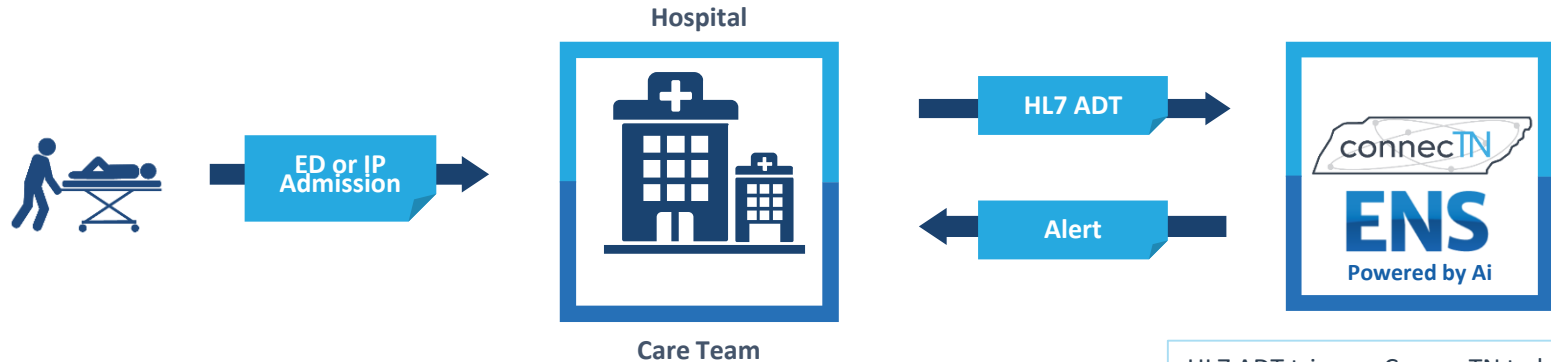 Hospital
ED or IP
Admission
HL7 ADT
Alert
connecTN
ENS
Powered by Ai
Care Team